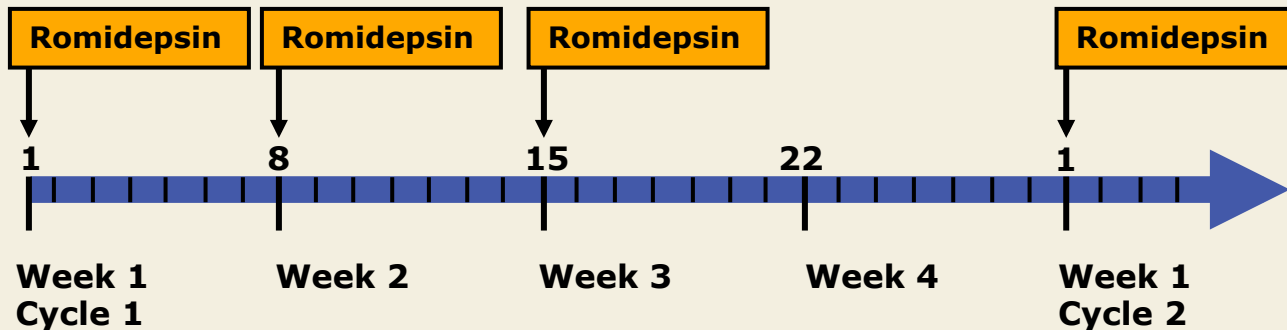 Romidepsin Romidepsin Romidepsin Romidepsin
1 8 15 22 1
Week 1 Week 2 Week 3 Week 4 Week 1
Cycle 1 Cycle 2